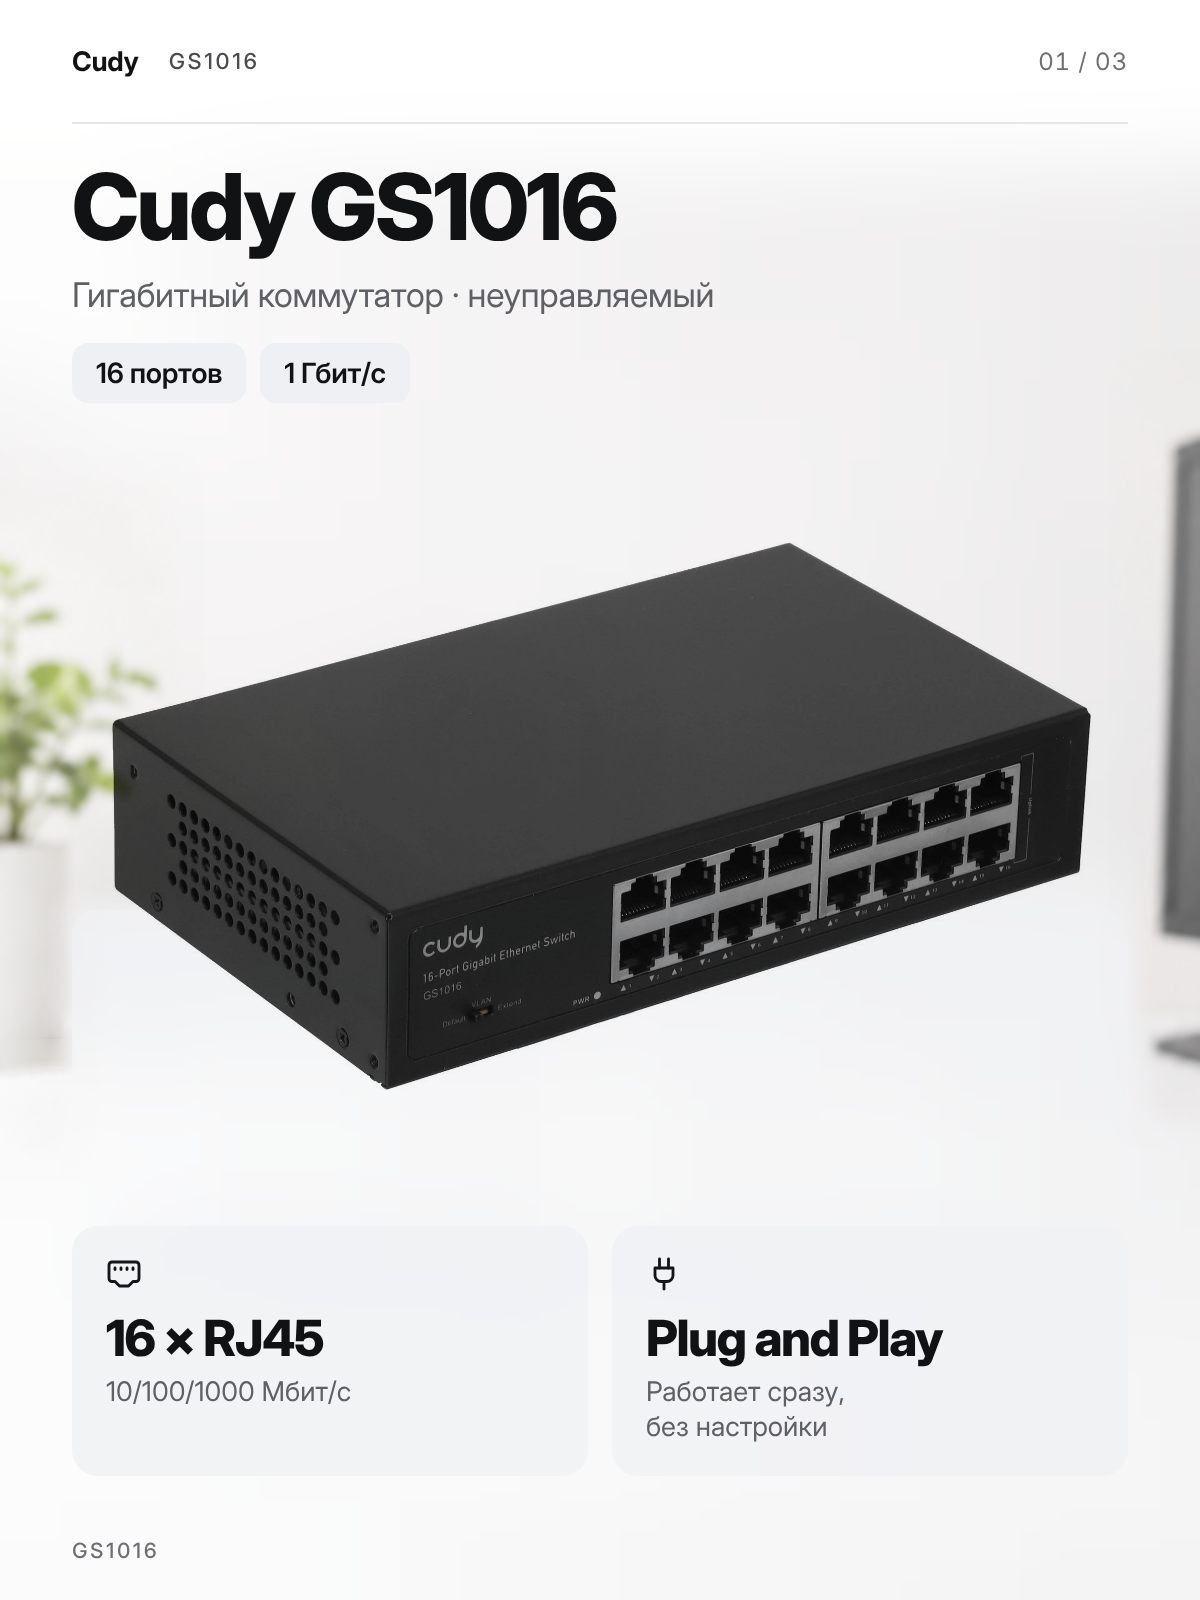 Cudy GS1016 01 / 03
Cudy GS1016
Гигабитный коммутатор · неуправляемый
16 портов 1 Гбит/с
cudy
16-Port Gigabit Ethernet Switch
GS1016
VLAN
Default Extend
PWR
16 × RJ45
10/100/1000 Мбит/с
Plug and Play
Работает сразу,
без настройки
GS1016